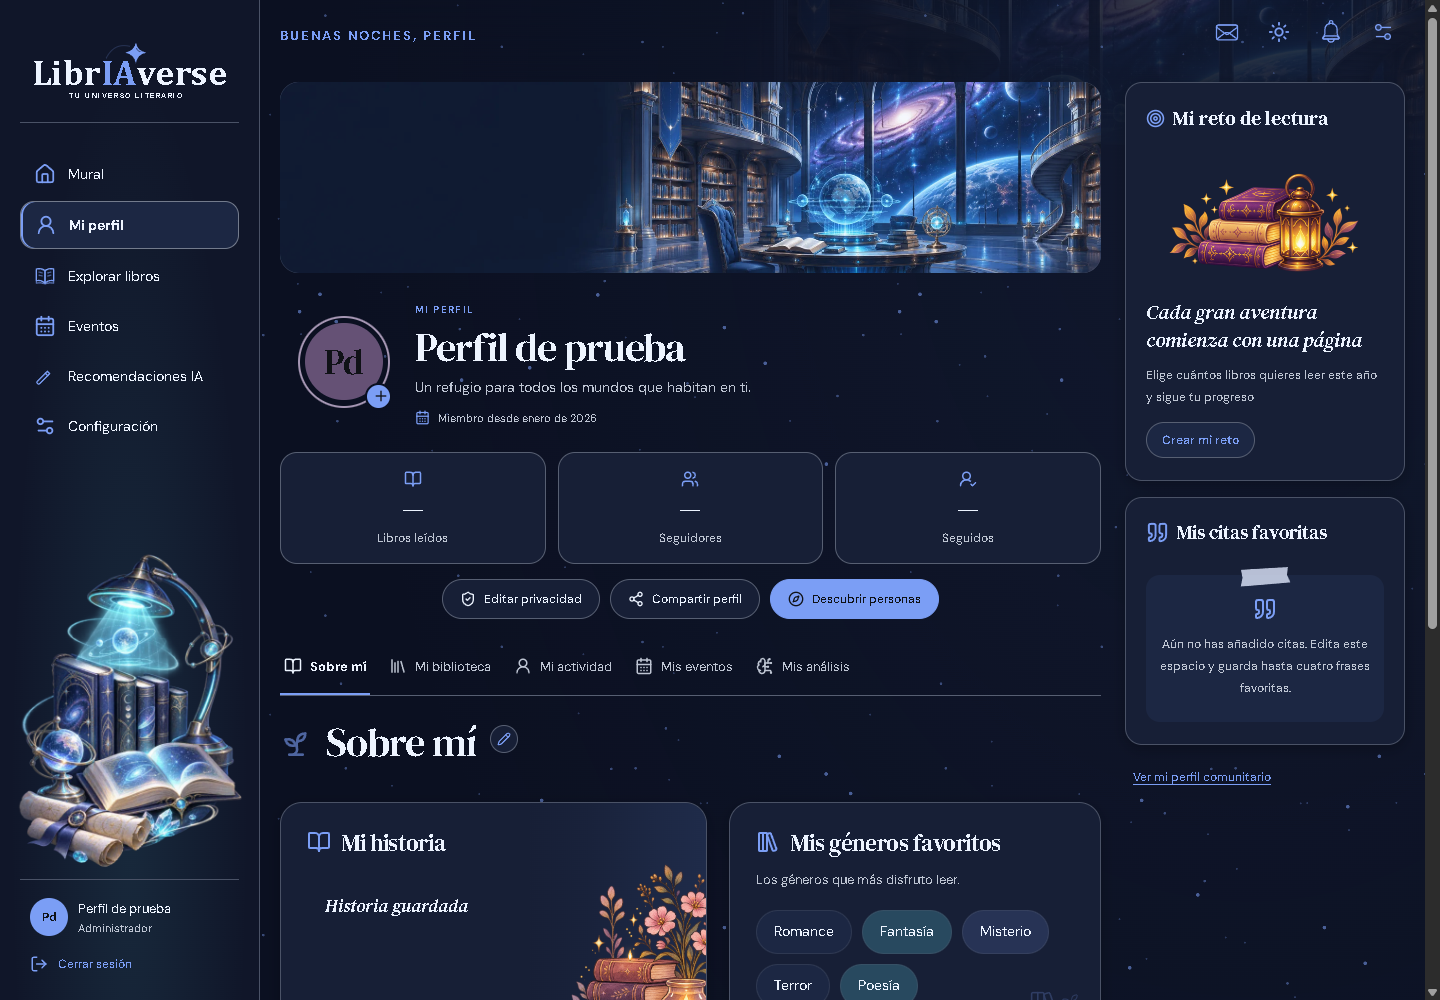 LibrIAverse
TU UNIVERSO LITERARIO
Mural
Mi perfil
Explorar libros
Eventos
Recomendaciones IA
Configuración
Pd
Perfil de prueba
Administrador
Cerrar sesión
BUENAS NOCHES, PERFIL
Pd
MI PERFIL
Perfil de prueba
Un refugio para todos los mundos que habitan en ti.
Miembro desde enero de 2026
—
Libros leídos
—
Seguidores
—
Seguidos
Editar privacidad
Compartir perfil
Descubrir personas
Sobre mí
Mi biblioteca
Mi actividad
Mis eventos
Mis análisis
Sobre mí
Mi historia
Historia guardada
Mis géneros favoritos
Los géneros que más disfruto leer.
Romance
Fantasía
Misterio
Terror
Poesía
Mi reto de lectura
Cada gran aventura
comienza con una página
Elige cuántos libros quieres leer este año
y sigue tu progreso
Crear mi reto
Mis citas favoritas
Aún no has añadido citas. Edita este
espacio y guarda hasta cuatro frases
favoritas.
Ver mi perfil comunitario